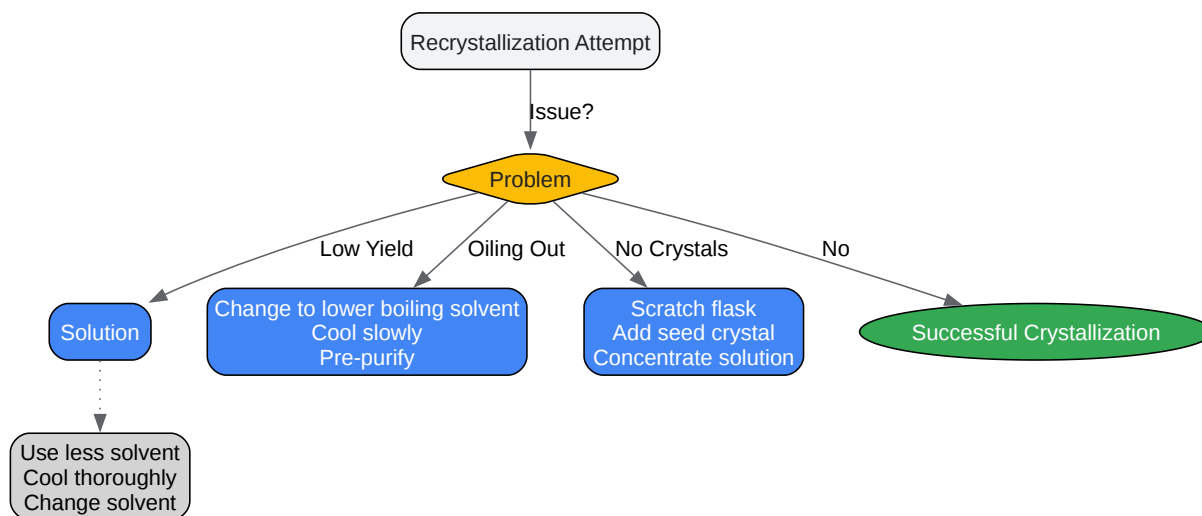 Recrystallization Attempt
Issue?
Problem
Low Yield
Oiling Out
No Crystals
No
Solution
Change to lower boiling solvent
Cool slowly
Pre-purify
Scratch flask
Add seed crystal
Concentrate solution
Successful Crystallization
Use less solvent
Cool thoroughly
Change solvent